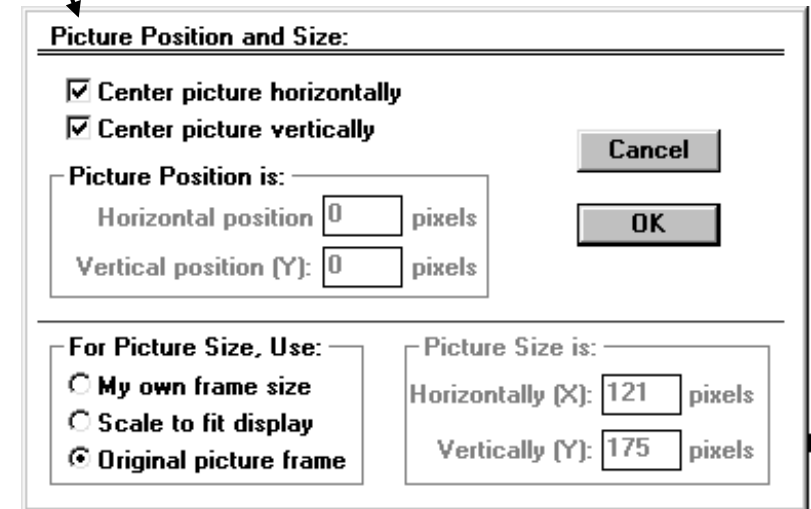 Picture Position and Size:
Center picture horizontally
Center picture vertically
Cancel
Picture Position is:
Horizontal position 0 pixels
OK
Vertical position (Y): 0 pixels
For Picture Size, Use:
My own frame size
Scale to fit display
Original picture frame
Picture Size is:
Horizontally (X): 121 pixels
Vertically (Y): 175 pixels